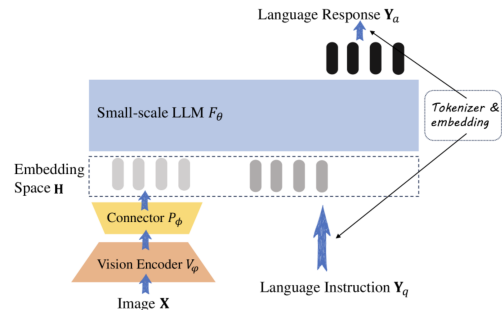 Language Response Y_a
Small-scale LLM F_θ
Tokenizer &
embedding
Embedding
Space H
Connector P_ϕ
Vision Encoder V_φ
Image X
Language Instruction Y_q